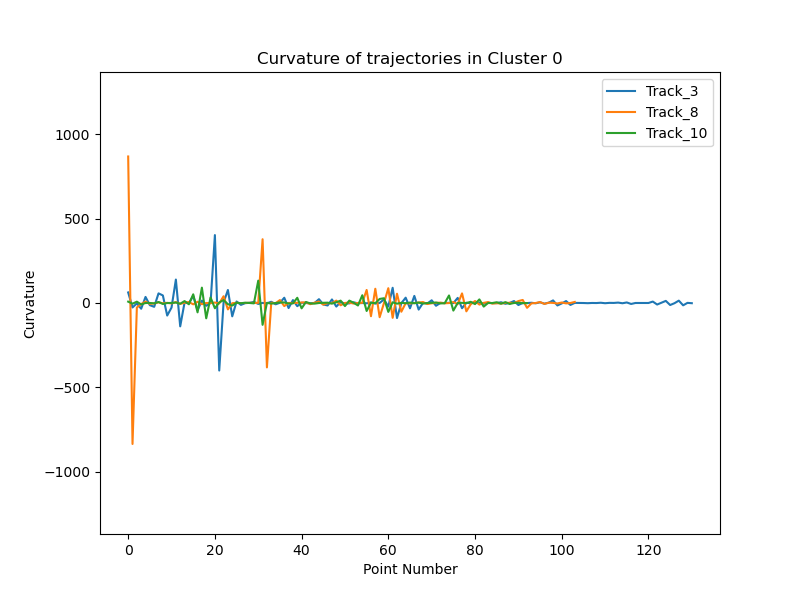 Curvature of trajectories in Cluster 0
Track_3
Track_8
Track_10
1000
500
0
−500
−1000
Curvature
0 20 40 60 80 100 120
Point Number